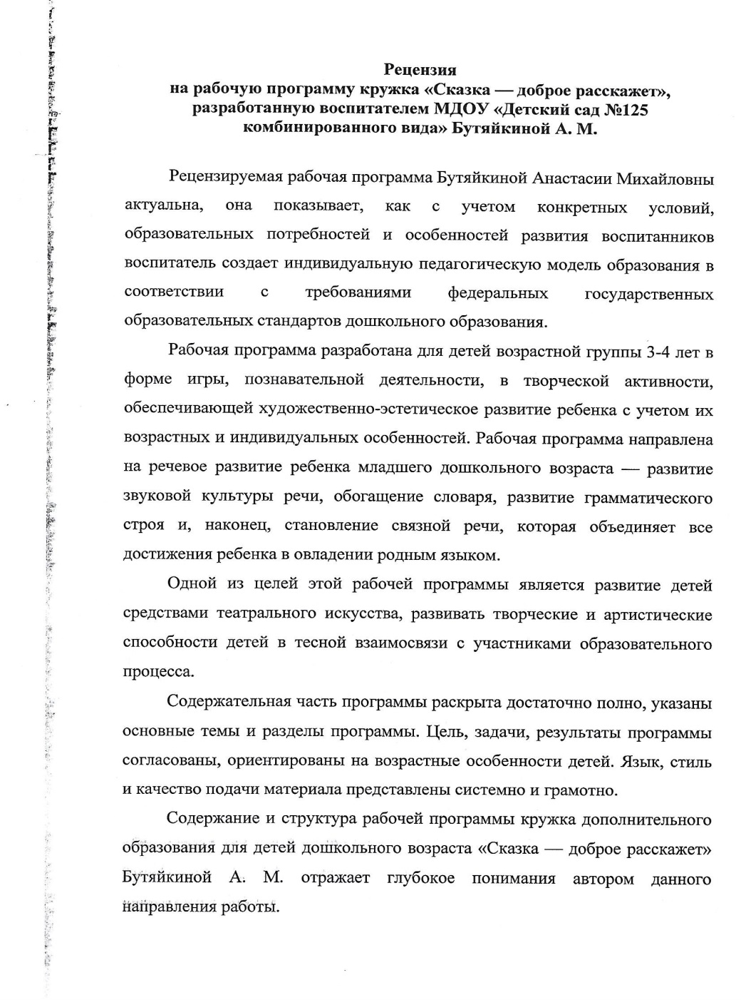 Рецензия
на рабочую программу кружка «Сказка — доброе расскажет»,
разработанную воспитателем МДОУ «Детский сад №125
комбинированного вида» Бутяйкиной А. М.
Рецензируемая рабочая программа Бутяйкиной Анастасии Михайловны
актуальна, она показывает, как с учетом конкретных условий,
образовательных потребностей и особенностей развития воспитанников
воспитатель создает индивидуальную педагогическую модель образования в
соответствии с требованиями федеральных государственных
образовательных стандартов дошкольного образования.
Рабочая программа разработана для детей возрастной группы 3-4 лет в
форме игры, познавательной деятельности, в творческой активности,
обеспечивающей художественно-эстетическое развитие ребенка с учетом их
возрастных и индивидуальных особенностей. Рабочая программа направлена
на речевое развитие ребенка младшего дошкольного возраста — развитие
звуковой культуры речи, обогащение словаря, развитие грамматического
строя и, наконец, становление связной речи, которая объединяет все
достижения ребенка в овладении родным языком.
Одной из целей этой рабочей программы является развитие детей
средствами театрального искусства, развивать творческие и артистические
способности детей в тесной взаимосвязи с участниками образовательного
процесса.
Содержательная часть программы раскрыта достаточно полно, указаны
основные темы и разделы программы. Цель, задачи, результаты программы
согласованы, ориентированы на возрастные особенности детей. Язык, стиль
и качество подачи материала представлены системно и грамотно.
Содержание и структура рабочей программы кружка дополнительного
образования для детей дошкольного возраста «Сказка — доброе расскажет»
Бутяйкиной А. М. отражает глубокое понимания автором данного
направления работы.